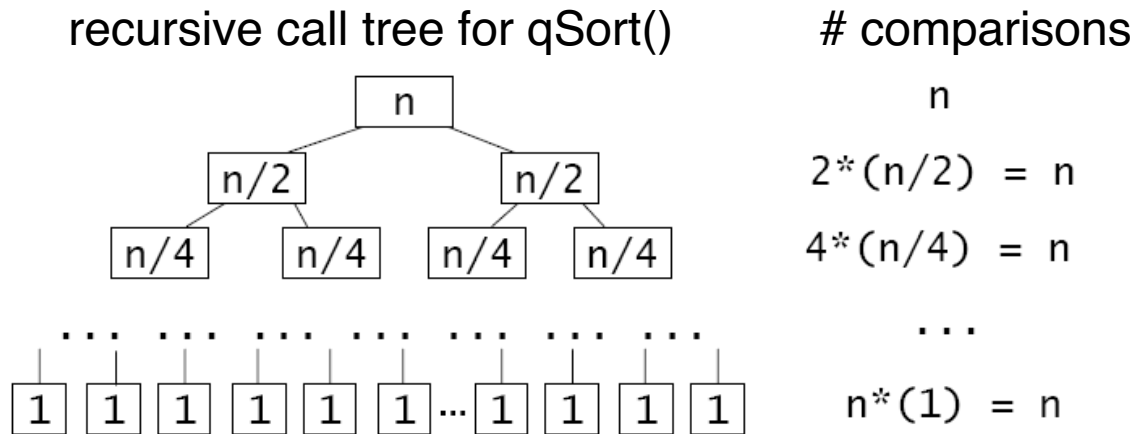 recursive call tree for qSort() # comparisons
n n
n/2 n/2 2*(n/2) = n
n/4 n/4 n/4 n/4 4*(n/4) = n
... ... ... ... ... ... ... ...
1 1 1 1 1 1 ... 1 1 1 1 n*(1) = n